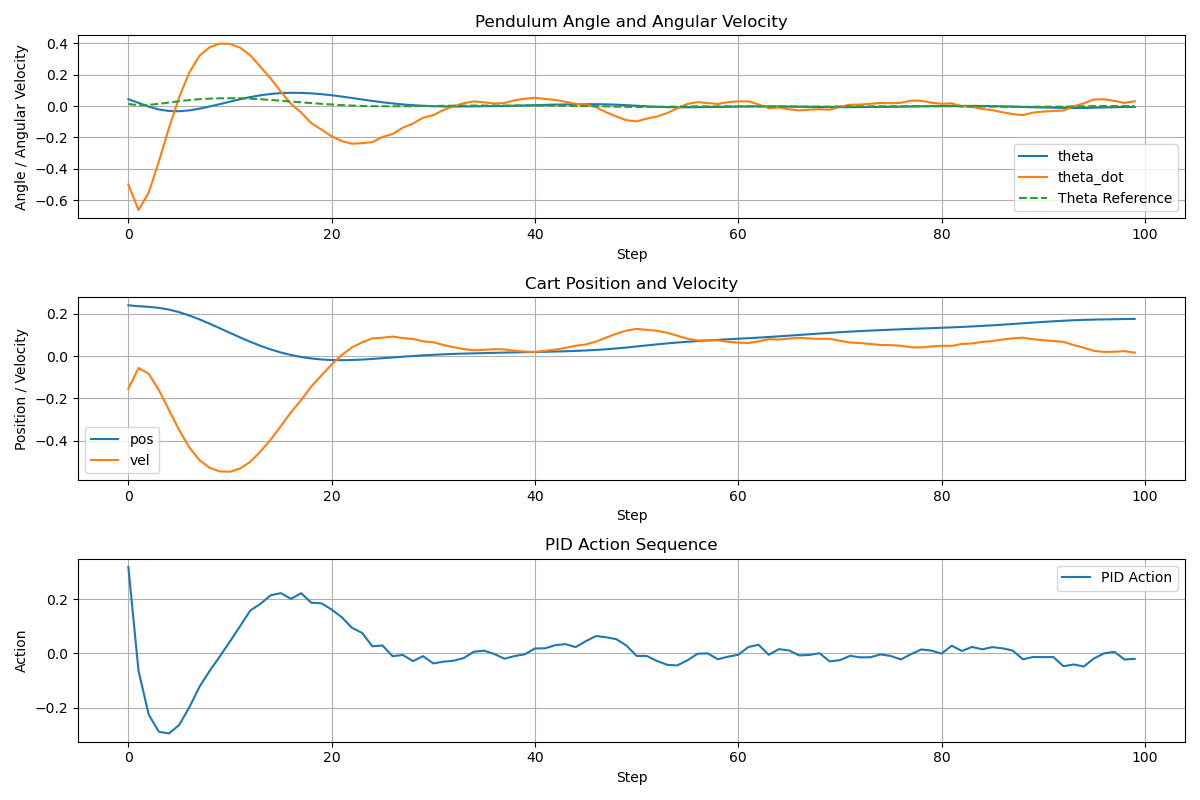 Pendulum Angle and Angular Velocity
Angle / Angular Velocity
0.4
0.2
0.0
−0.2
−0.4
−0.6
theta
theta_dot
Theta Reference
0 20 40 60 80 100
Step
Cart Position and Velocity
Position / Velocity
0.2
0.0
−0.2
−0.4
pos
vel
0 20 40 60 80 100
Step
PID Action Sequence
Action
0.2
0.0
−0.2
PID Action
0 20 40 60 80 100
Step